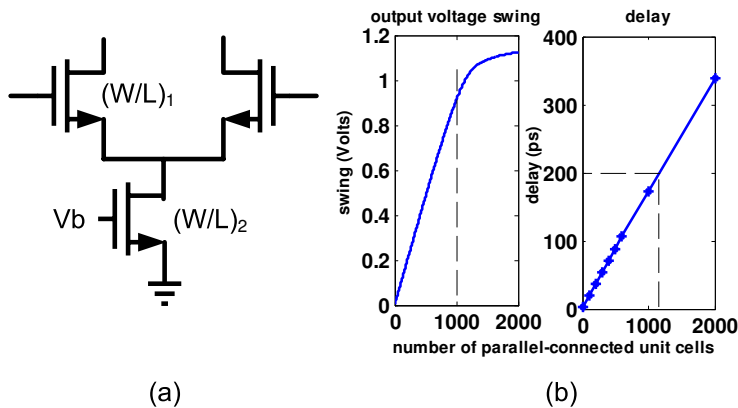 (W/L)1
Vb
(W/L)2
(a)
output voltage swing
swing (Volts)
1.2
1
0.8
0.6
0.4
0.2
0
0
1000
2000
delay
delay (ps)
400
300
200
100
0
0
1000
2000
number of parallel-connected unit cells
(b)